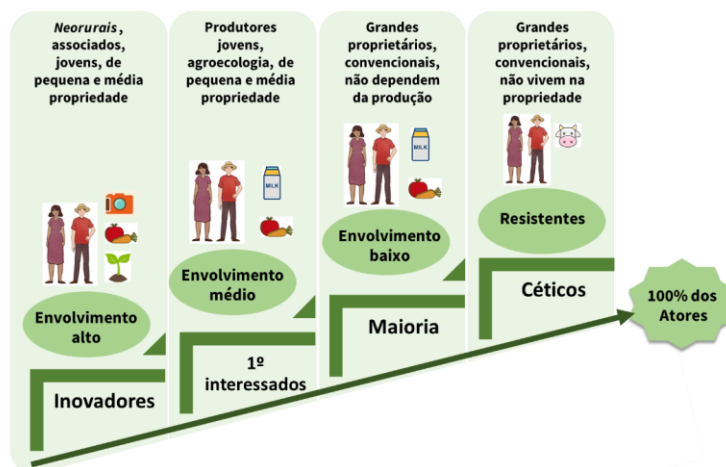 Neorurais,
associados,
jovens, de
pequena e média
propriedade
Envolvimento
alto
Inovadores
Produtores
jovens,
agroecologia, de
pequena e média
propriedade
MILK
Envolvimento
médio
1º
interessados
Grandes
proprietários,
convencionais,
não dependem
da produção
MILK
Envolvimento
baixo
Maioria
Grandes
proprietários,
convencionais,
não vivem na
propriedade
Resistentes
Céticos
100% dos
Atores